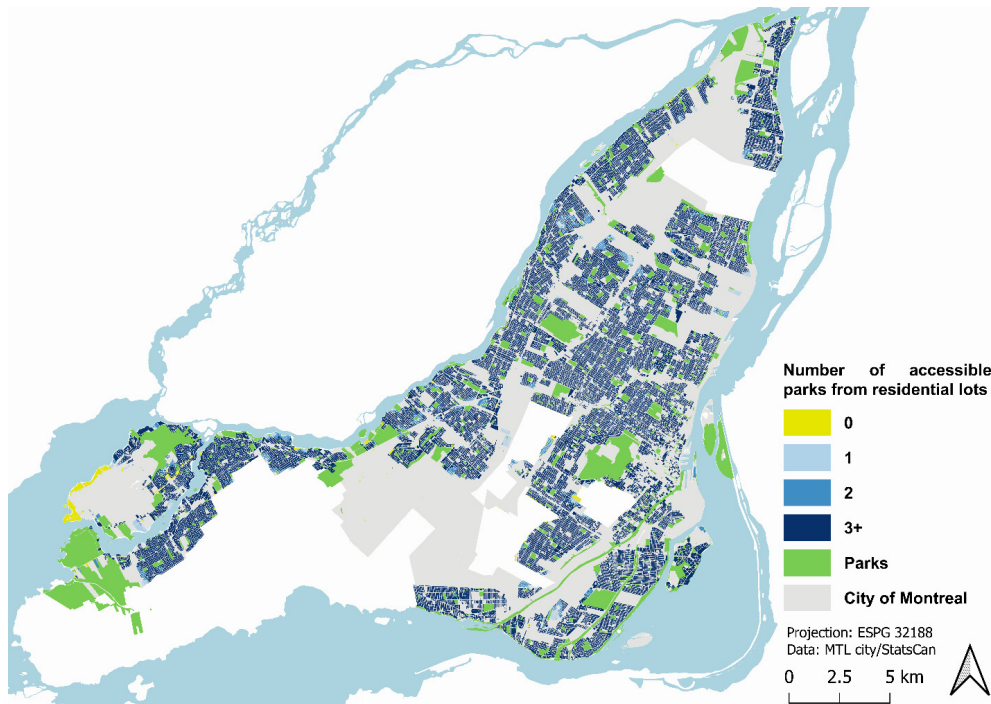 Number of accessible
parks from residential lots
0
1
2
3+
Parks
City of Montreal
Projection: ESPG 32188
Data: MTL city/StatsCan
0 2.5 5 km